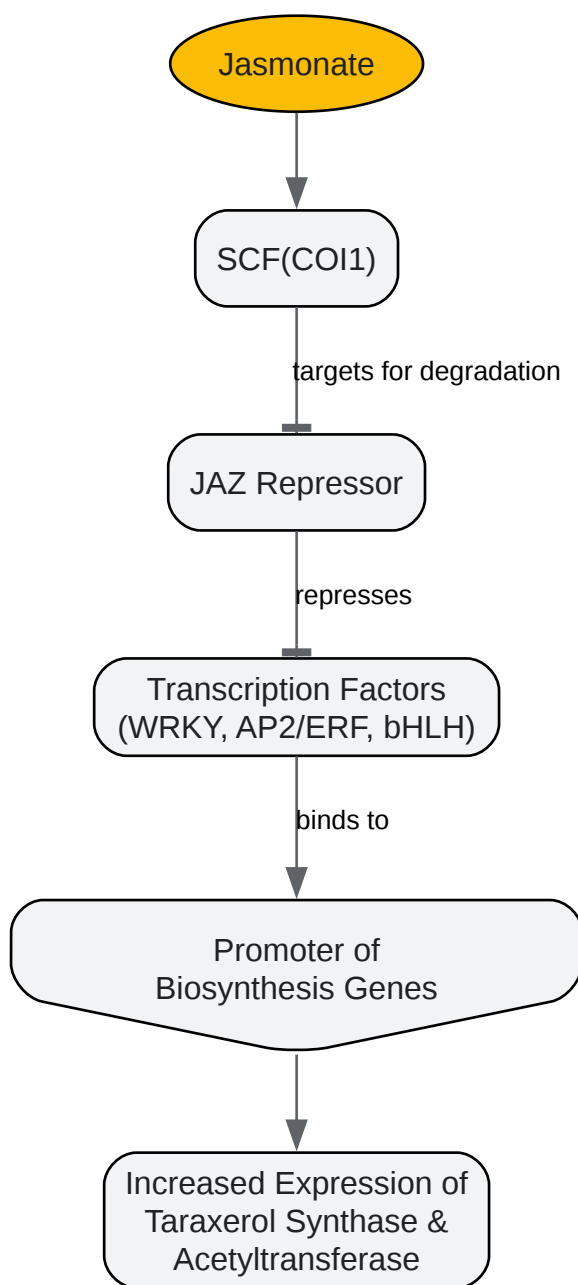 Jasmonate
SCF(COI1)
targets for degradation
JAZ Repressor
represses
Transcription Factors
(WRKY, AP2/ERF, bHLH)
binds to
Promoter of
Biosynthesis Genes
Increased Expression of
Taraxerol Synthase &
Acetyltransferase